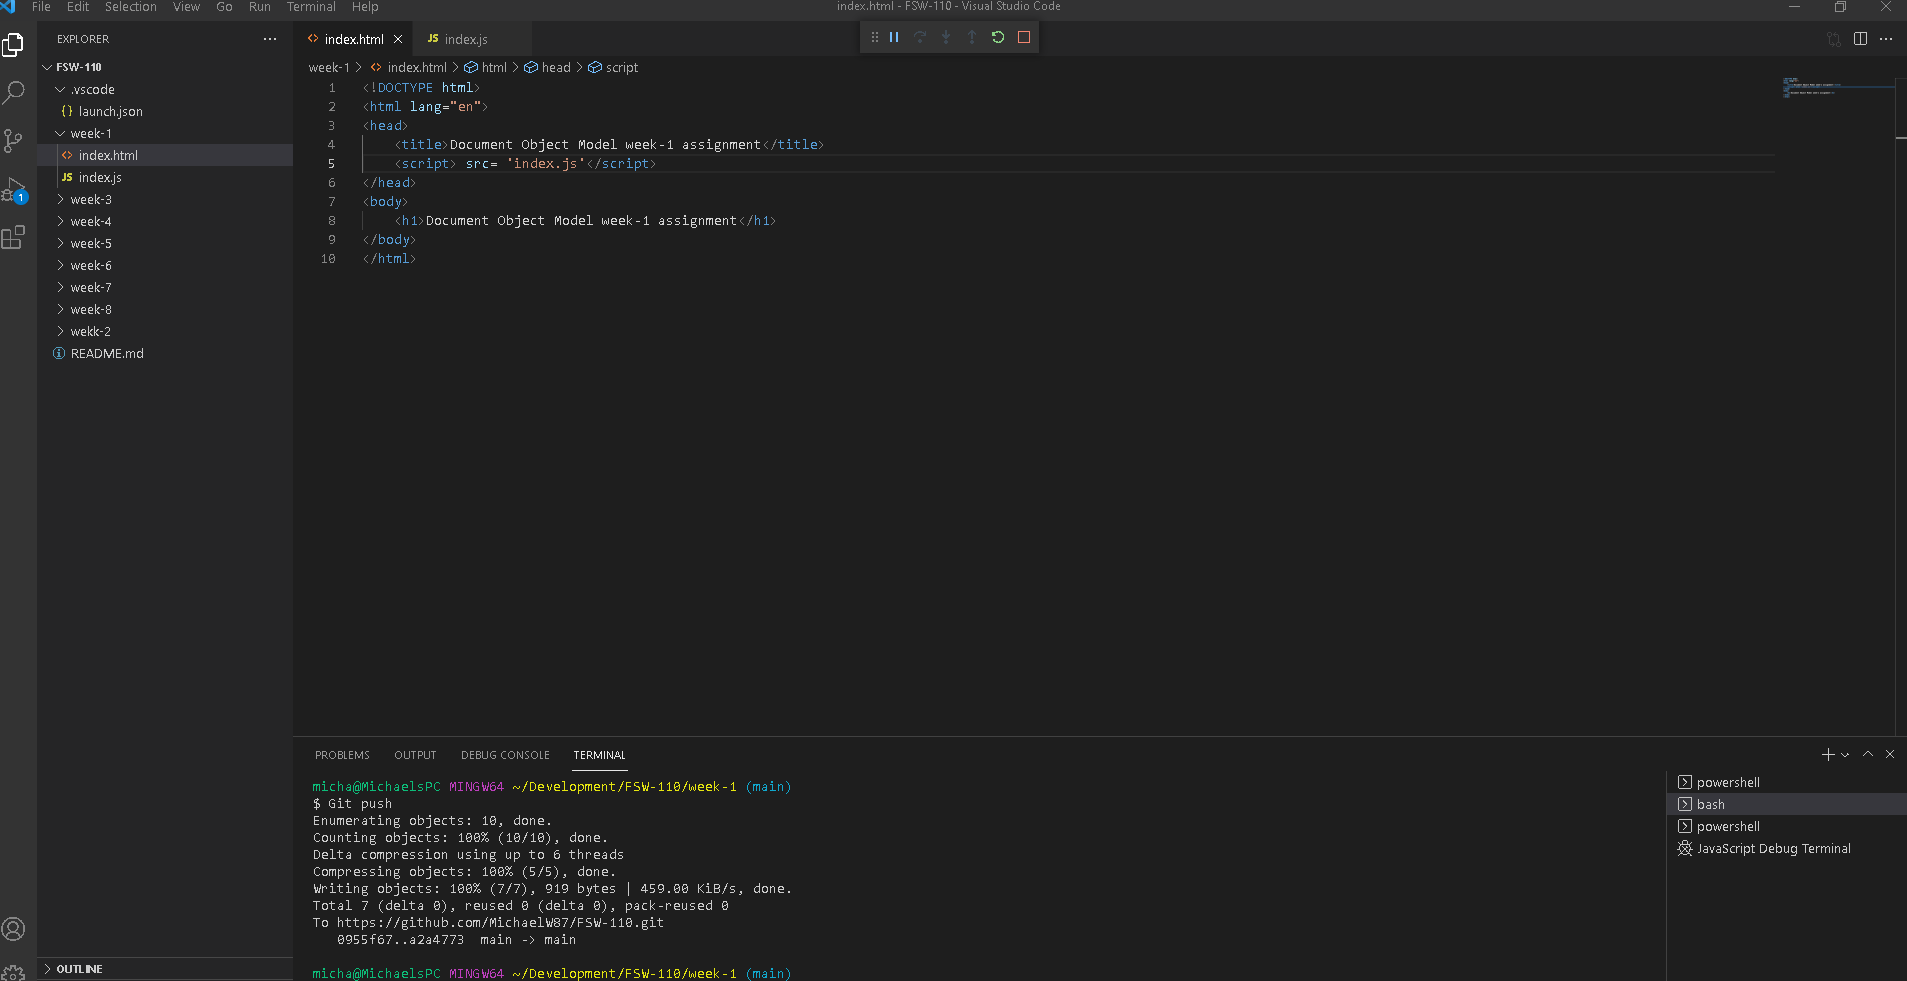 File Edit Selection View Go Run Terminal Help
index.html - FSW-110 - Visual Studio Code
EXPLORER
FSW-110
.vscode
{} launch.json
week-1
<> index.html
JS index.js
week-3
week-4
week-5
week-6
week-7
week-8
wekk-2
README.md
OUTLINE
1
<> index.html
JS index.js
week-1 > <> index.html > html > head > script
1 <!DOCTYPE html>
2 <html lang="en">
3 <head>
4 <title>Document Object Model week-1 assignment</title>
5 <script> src= 'index.js'</script>
6 </head>
7 <body>
8 <h1>Document Object Model week-1 assignment</h1>
9 </body>
10 </html>
PROBLEMS OUTPUT DEBUG CONSOLE TERMINAL
micha@MichaelsPC MINGW64 ~/Development/FSW-110/week-1 (main)
$ Git push
Enumerating objects: 10, done.
Counting objects: 100% (10/10), done.
Delta compression using up to 6 threads
Compressing objects: 100% (5/5), done.
Writing objects: 100% (7/7), 919 bytes | 459.00 KiB/s, done.
Total 7 (delta 0), reused 0 (delta 0), pack-reused 0
To https://github.com/MichaelW87/FSW-110.git
0955f67..a2a4773 main -> main
micha@MichaelsPC MINGW64 ~/Development/FSW-110/week-1 (main)
powershell
bash
powershell
JavaScript Debug Terminal